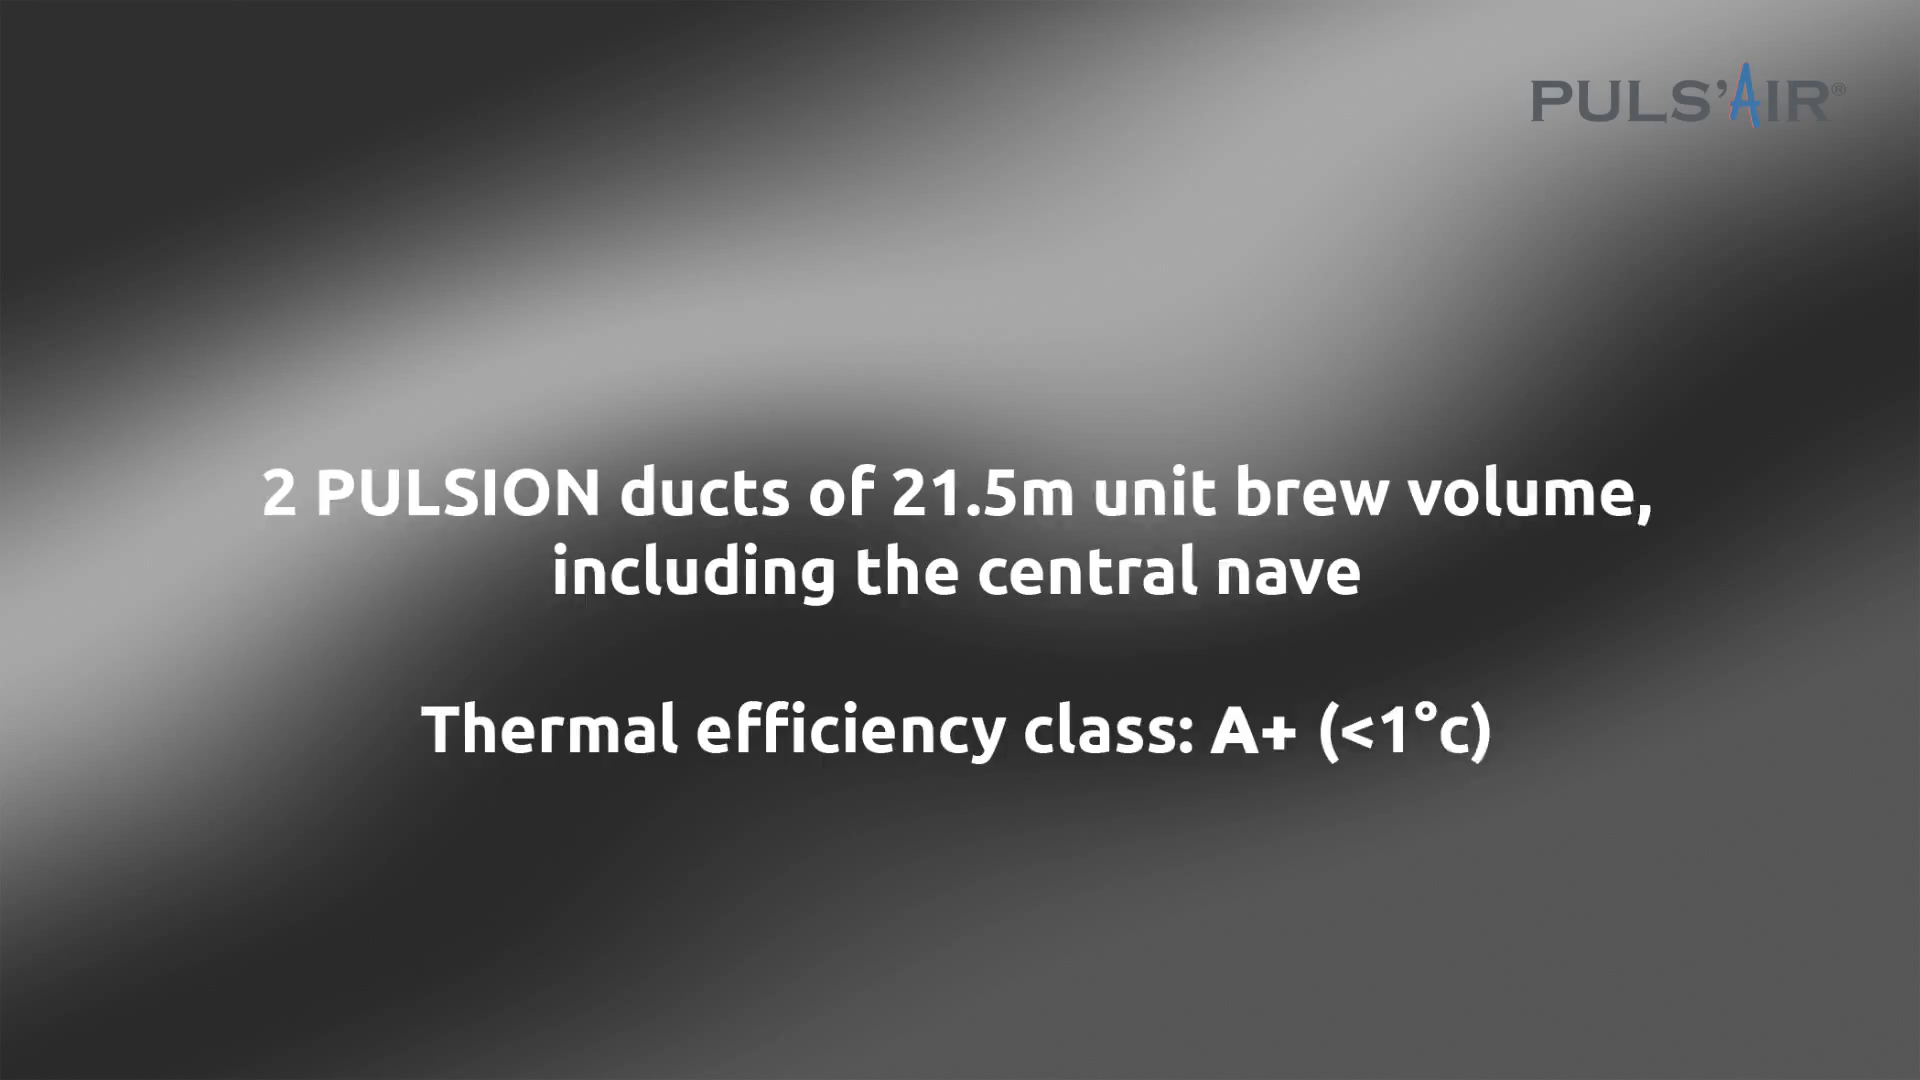 PULS'AIR®
2 PULSION ducts of 21.5m unit brew volume,
including the central nave
Thermal efficiency class: A+ (<1°c)